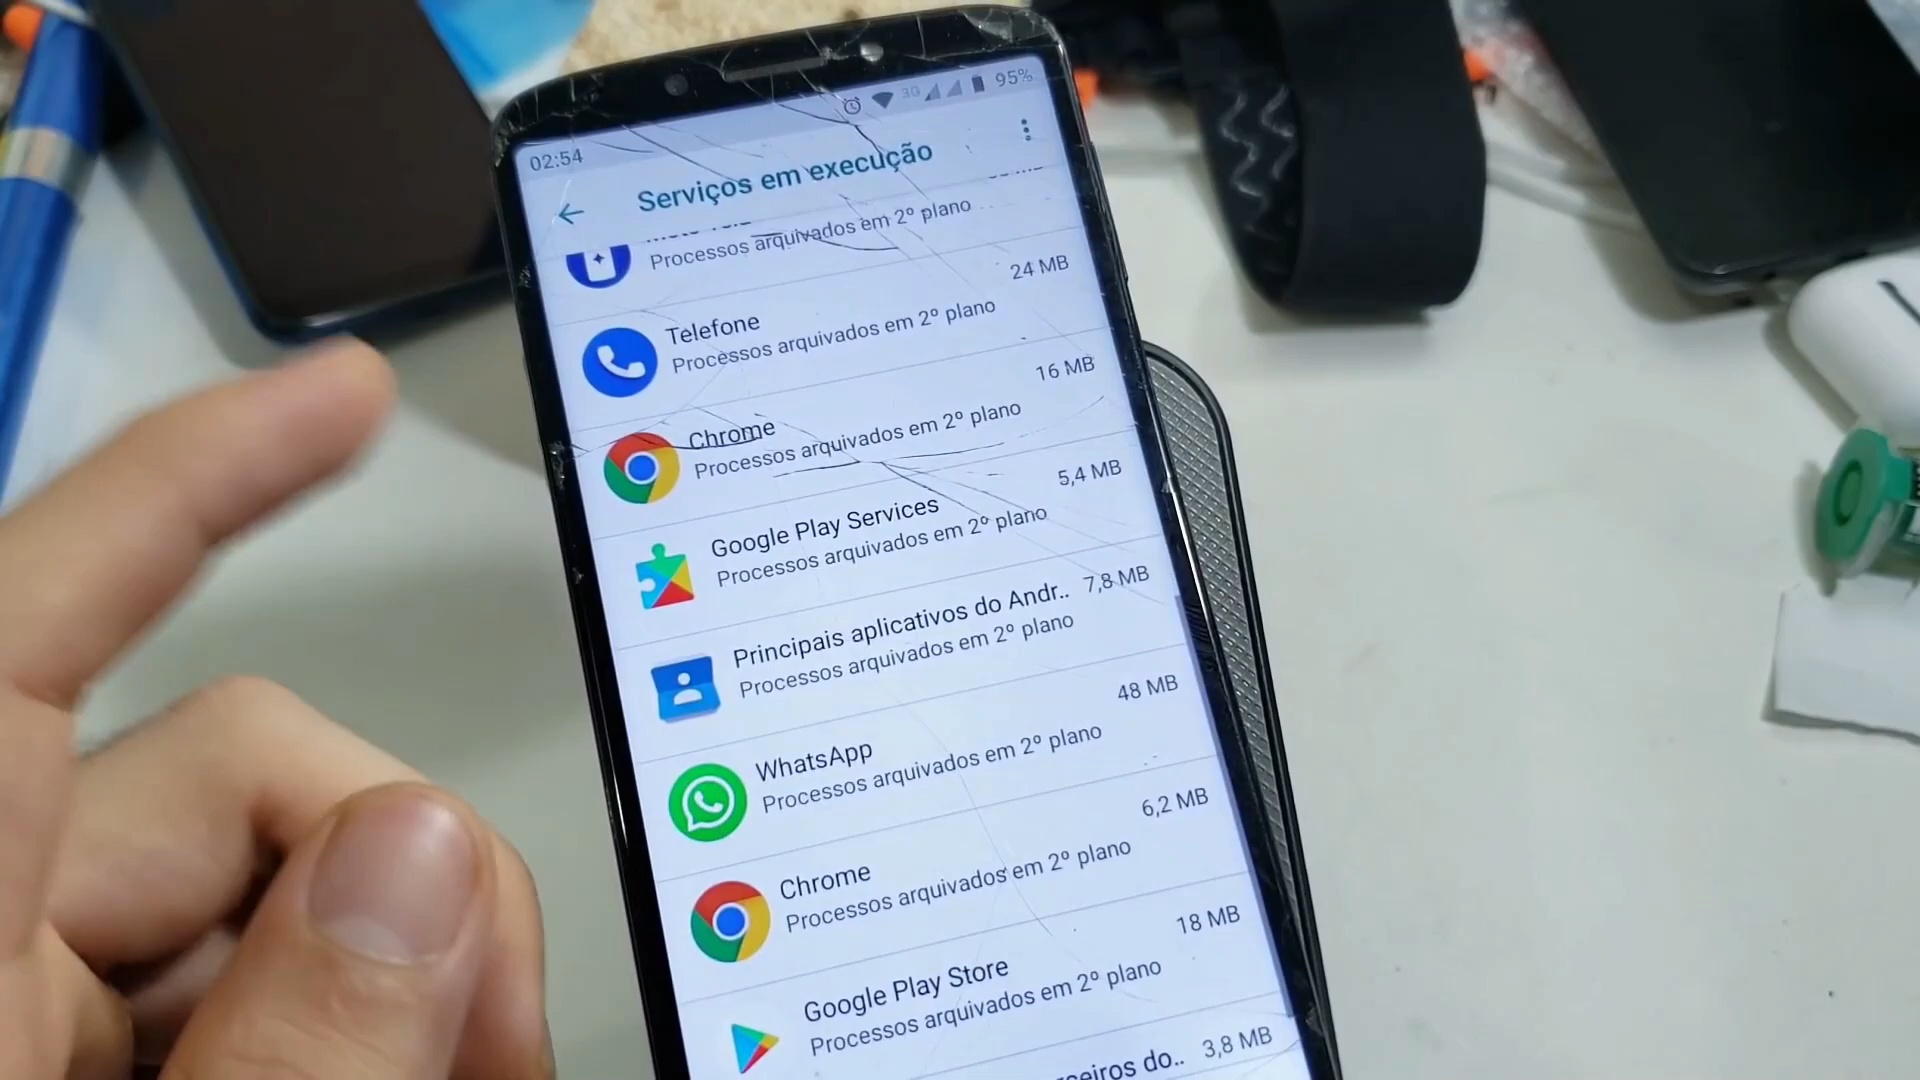 02:54 3G 95%
Serviços em execução
Processos arquivados em 2º plano
24 MB
Telefone
Processos arquivados em 2º plano
16 MB
Chrome
Processos arquivados em 2º plano
5,4 MB
Google Play Services
Processos arquivados em 2º plano
7,8 MB
Principais aplicativos do Andr..
Processos arquivados em 2º plano
48 MB
WhatsApp
Processos arquivados em 2º plano
6,2 MB
Chrome
Processos arquivados em 2º plano
18 MB
Google Play Store
Processos arquivados em 2º plano
3,8 MB
do..